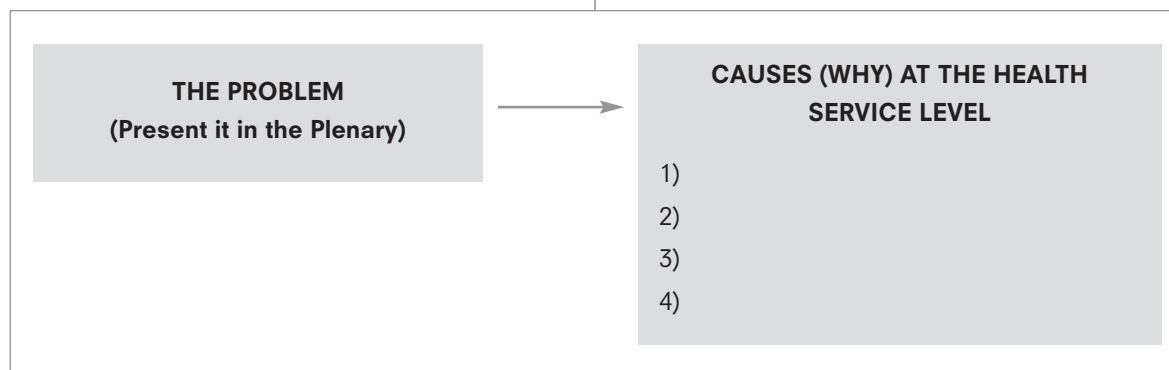 THE PROBLEM
(Present it in the Plenary)
CAUSES (WHY) AT THE HEALTH
SERVICE LEVEL
1)
2)
3)
4)